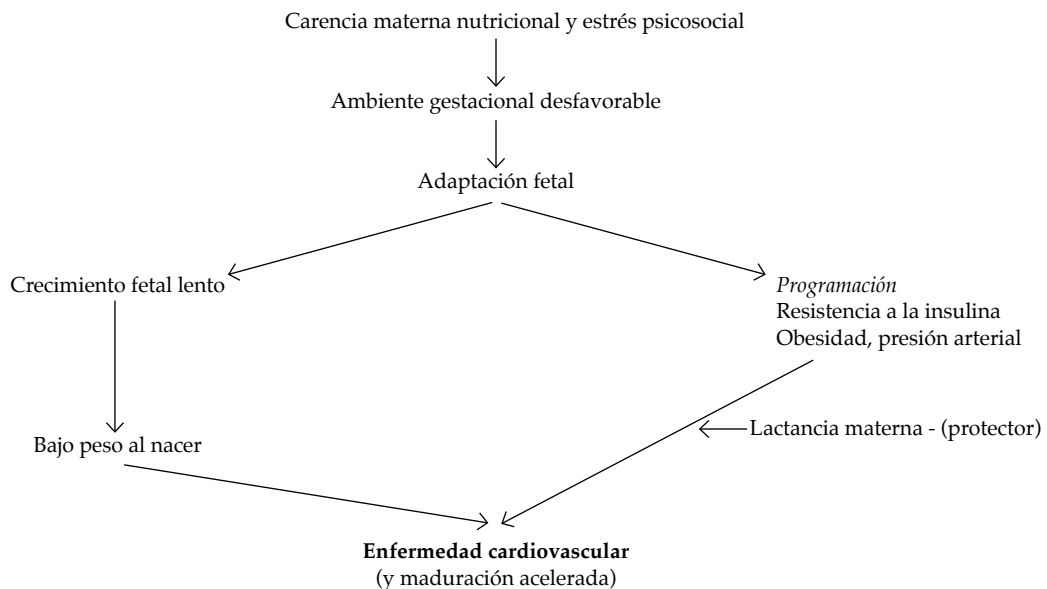 Carencia materna nutricional y estrés psicosocial
Ambiente gestacional desfavorable
Adaptación fetal
Crecimiento fetal lento
Programación
Resistencia a la insulina
Obesidad, presión arterial
Lactancia materna - (protector)
Bajo peso al nacer
Enfermedad cardiovascular
(y maduración acelerada)